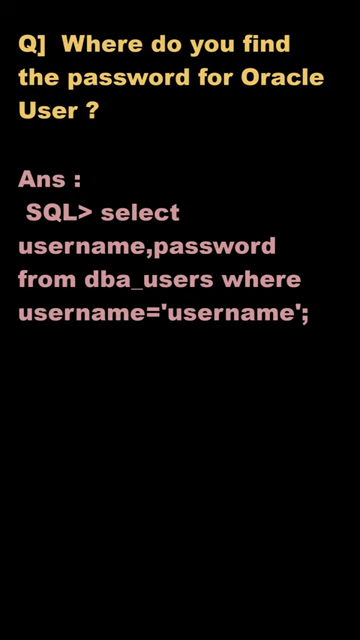 Q]  Where do you find
the password for Oracle
User ?
Ans :
SQL> select
username,password
from dba_users where
username='username';